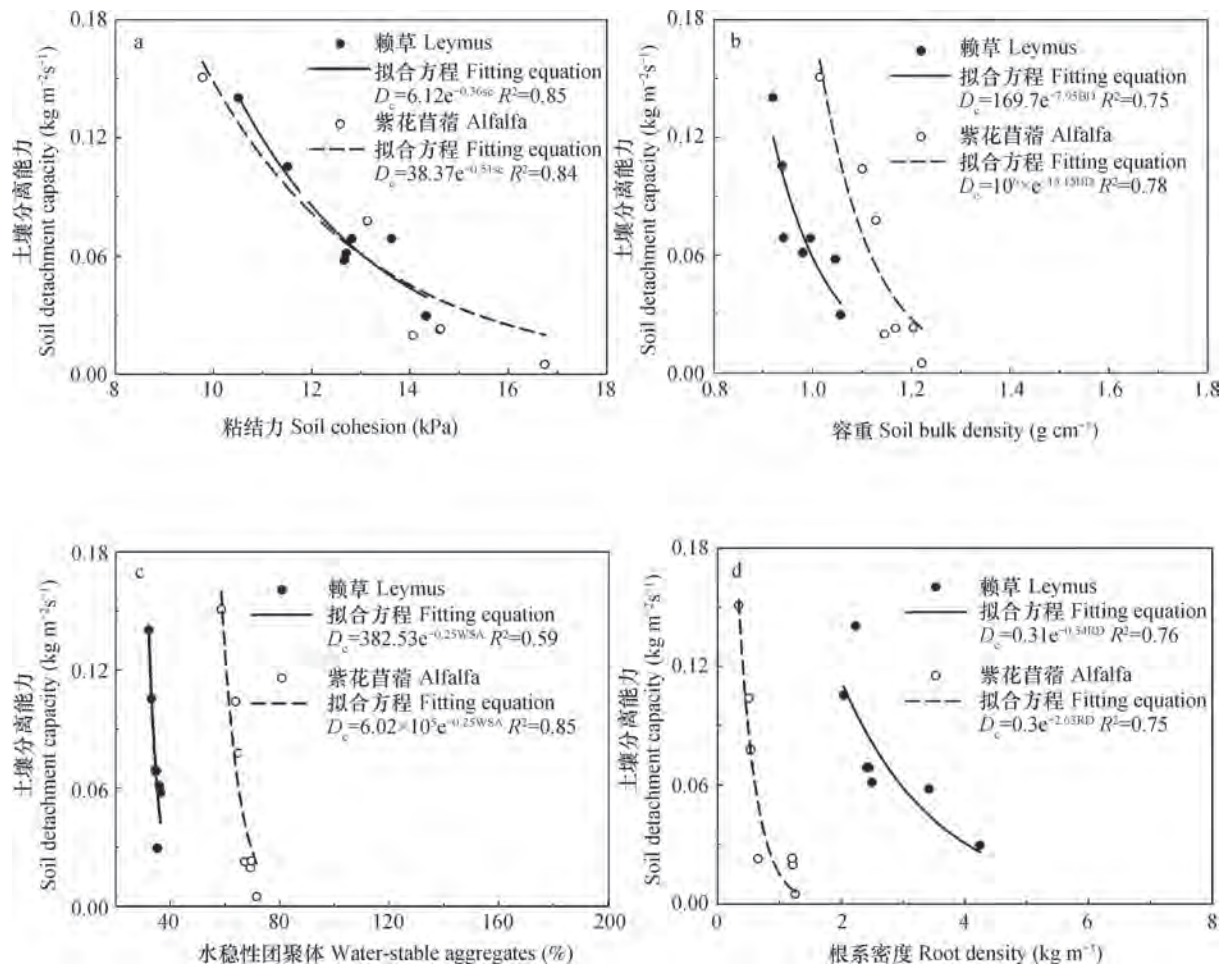 a
赖草 Leymus
拟合方程 Fitting equation
D_c=6.12e^{-0.36sc} R²=0.85
紫花苜蓿 Alfalfa
拟合方程 Fitting equation
D_c=38.37e^{-0.51sc} R²=0.84
土壤分离能力
Soil detachment capacity (kg m⁻²s⁻¹)
0.18
0.12
0.06
0.00
8 10 12 14 16 18
粘结力 Soil cohesion (kPa)
b
赖草 Leymus
拟合方程 Fitting equation
D_c=169.7e^{-7.95BD} R²=0.75
紫花苜蓿 Alfalfa
拟合方程 Fitting equation
R²=0.78
土壤分离能力
Soil detachment capacity (kg m⁻²s⁻¹)
0.18
0.12
0.06
0.00
0.8 1.0 1.2 1.4 1.6 1.8
容重 Soil bulk density (g cm⁻³)
c
赖草 Leymus
拟合方程 Fitting equation
D_c=382.53e^{-0.25WSA} R²=0.59
紫花苜蓿 Alfalfa
拟合方程 Fitting equation
D_c=6.02×10⁵e^{-0.25WSA} R²=0.85
土壤分离能力
Soil detachment capacity (kg m⁻²s⁻¹)
0.18
0.12
0.06
0.00
40 80 120 160 200
水稳性团聚体 Water-stable aggregates (%)
d
赖草 Leymus
拟合方程 Fitting equation
D_c=0.31e^{-0.5RD} R²=0.76
紫花苜蓿 Alfalfa
拟合方程 Fitting equation
D_c=0.3e^{-2.63RD} R²=0.75
土壤分离能力
Soil detachment capacity (kg m⁻²s⁻¹)
0.18
0.12
0.06
0.00
0 2 4 6 8
根系密度 Root density (kg m⁻³)